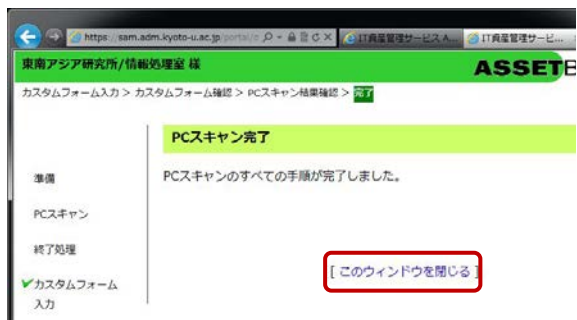 https://sam.adm.kyoto-u.ac.jp/portal/
IT資産管理サービス A...
IT資産管理サービ...
東南アジア研究所/情報処理室 様
ASSETB
カスタムフォーム入力 > カスタムフォーム確認 > PCスキャン結果確認 > 完了
PCスキャン完了
準備
PCスキャンのすべての手順が完了しました。
PCスキャン
終了処理
[ このウィンドウを閉じる ]
カスタムフォーム
入力